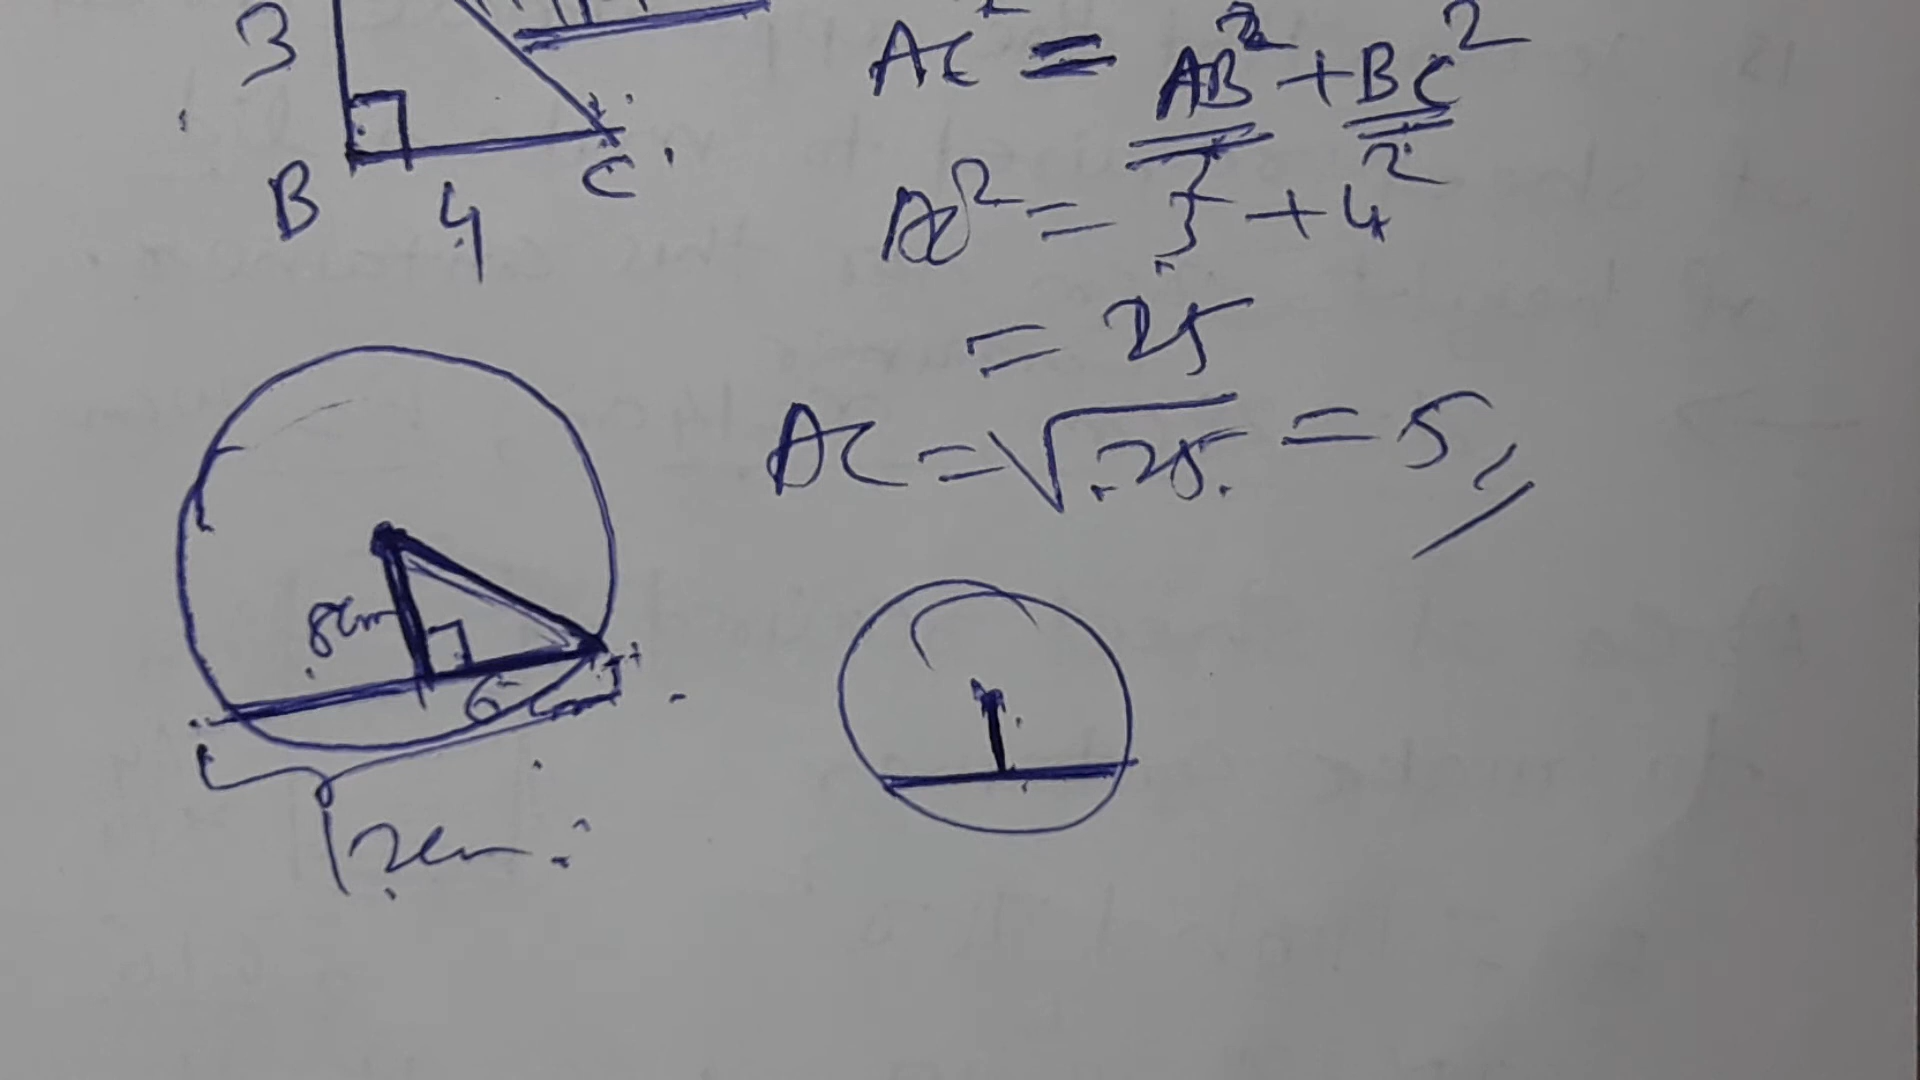 3
B
4
C
AC² = AB² + BC²
AC² = 3² + 4²
= 25
AC = √25 = 5
8cm
6cm
12cm